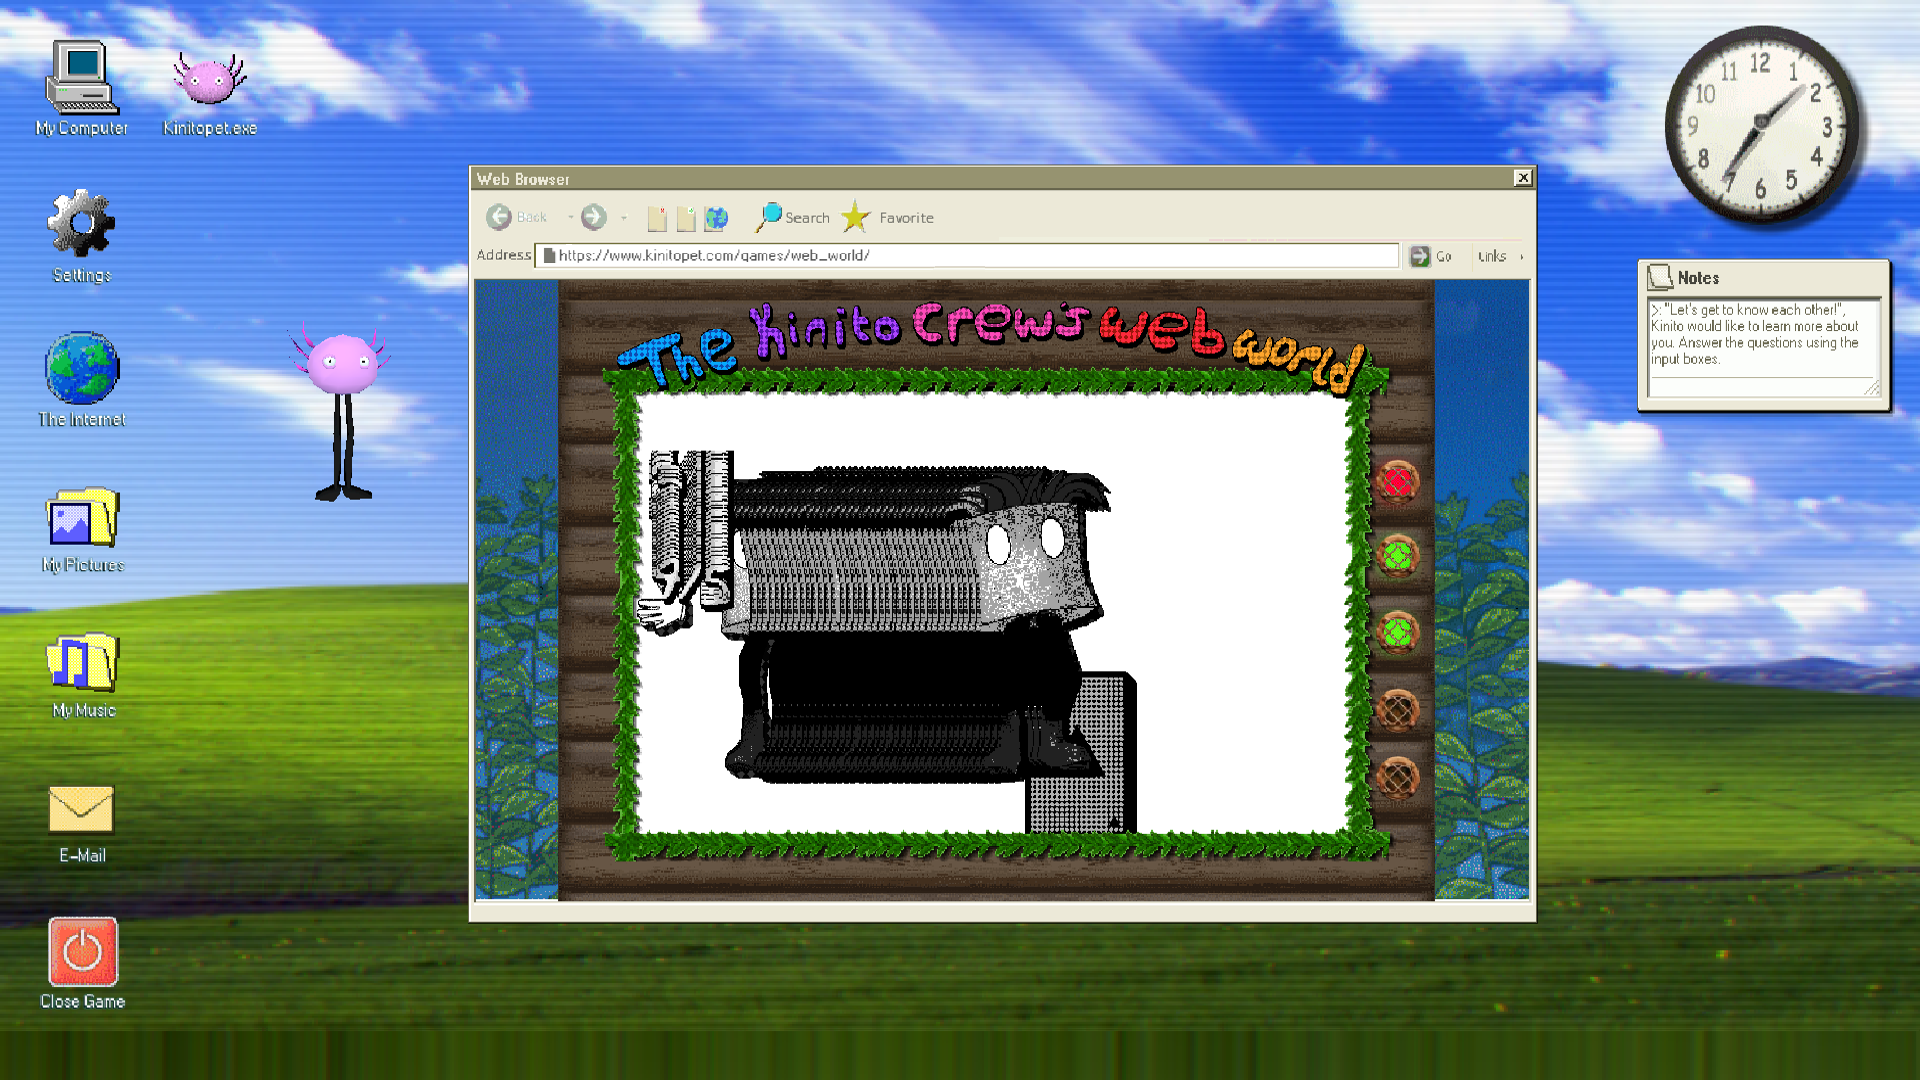 My Computer
Kinitopet.exe
Settings
The Internet
My Pictures
My Music
E-Mail
Close Game
Web Browser
Back
Search
Favorite
Address
https://www.kinitopet.com/games/web_world/
Go
Links
The Kinito Crew's Web World
12
1
2
3
4
5
6
7
8
9
10
11
Notes
>: "Let's get to know each other!",
Kinito would like to learn more about
you. Answer the questions using the
input boxes.